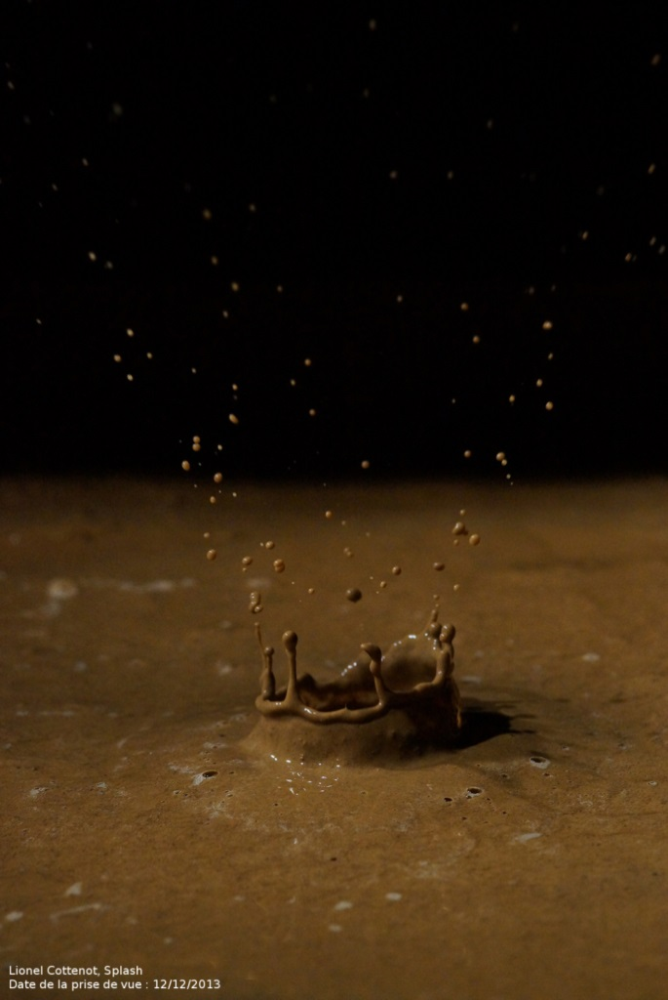 Lionel Cottenot, Splash
Date de la prise de vue : 12/12/2013